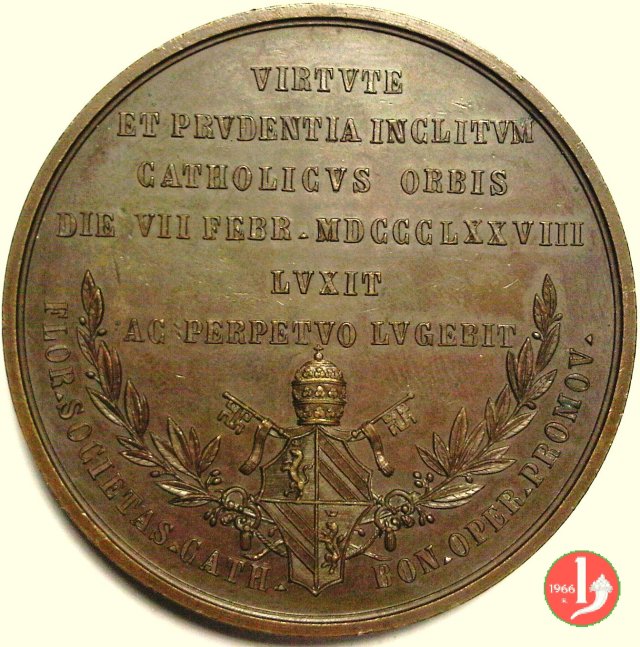 VIRTVTE
ET PRVDENTIA INCLITVM
CATHOLICVS ORBIS
DIE VII FEBR. MDCCCLXXVIII
LVXIT
AC PERPETVO LVGEBIT
FLOR. SOCIETAS. CATH. BON. OPER. PROMOV.
1966
R